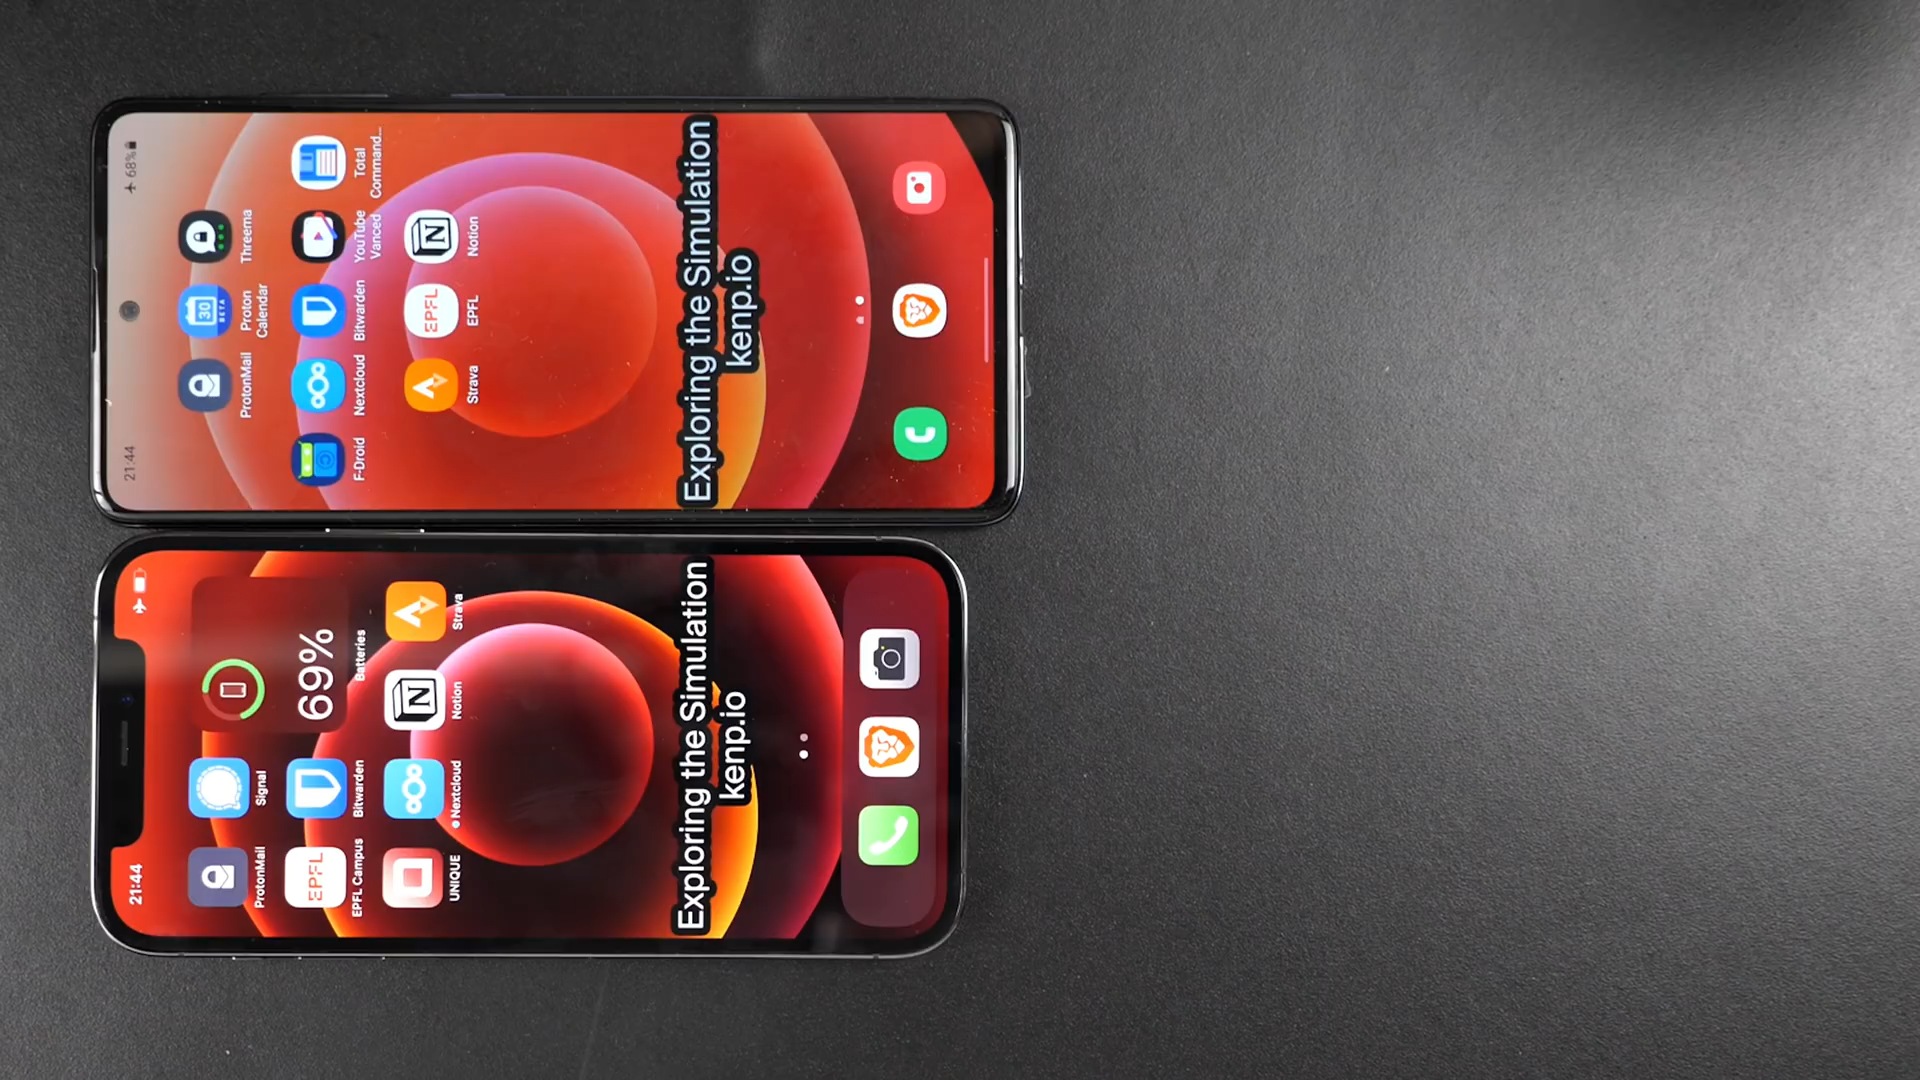 21:44
68%
ProtonMail
Proton
Calendar
30
BETA
Threema
F-Droid
Nextcloud
Bitwarden
YouTube
Vanced
Total
Command...
Strava
EPFL
EPFL
N
Notion
Exploring the Simulation
kenp.io
21:44
ProtonMail
Signal
69%
Batteries
EPFL
EPFL Campus
Bitwarden
UNIQUE
Nextcloud
N
Notion
Strava
Exploring the Simulation
kenp.io